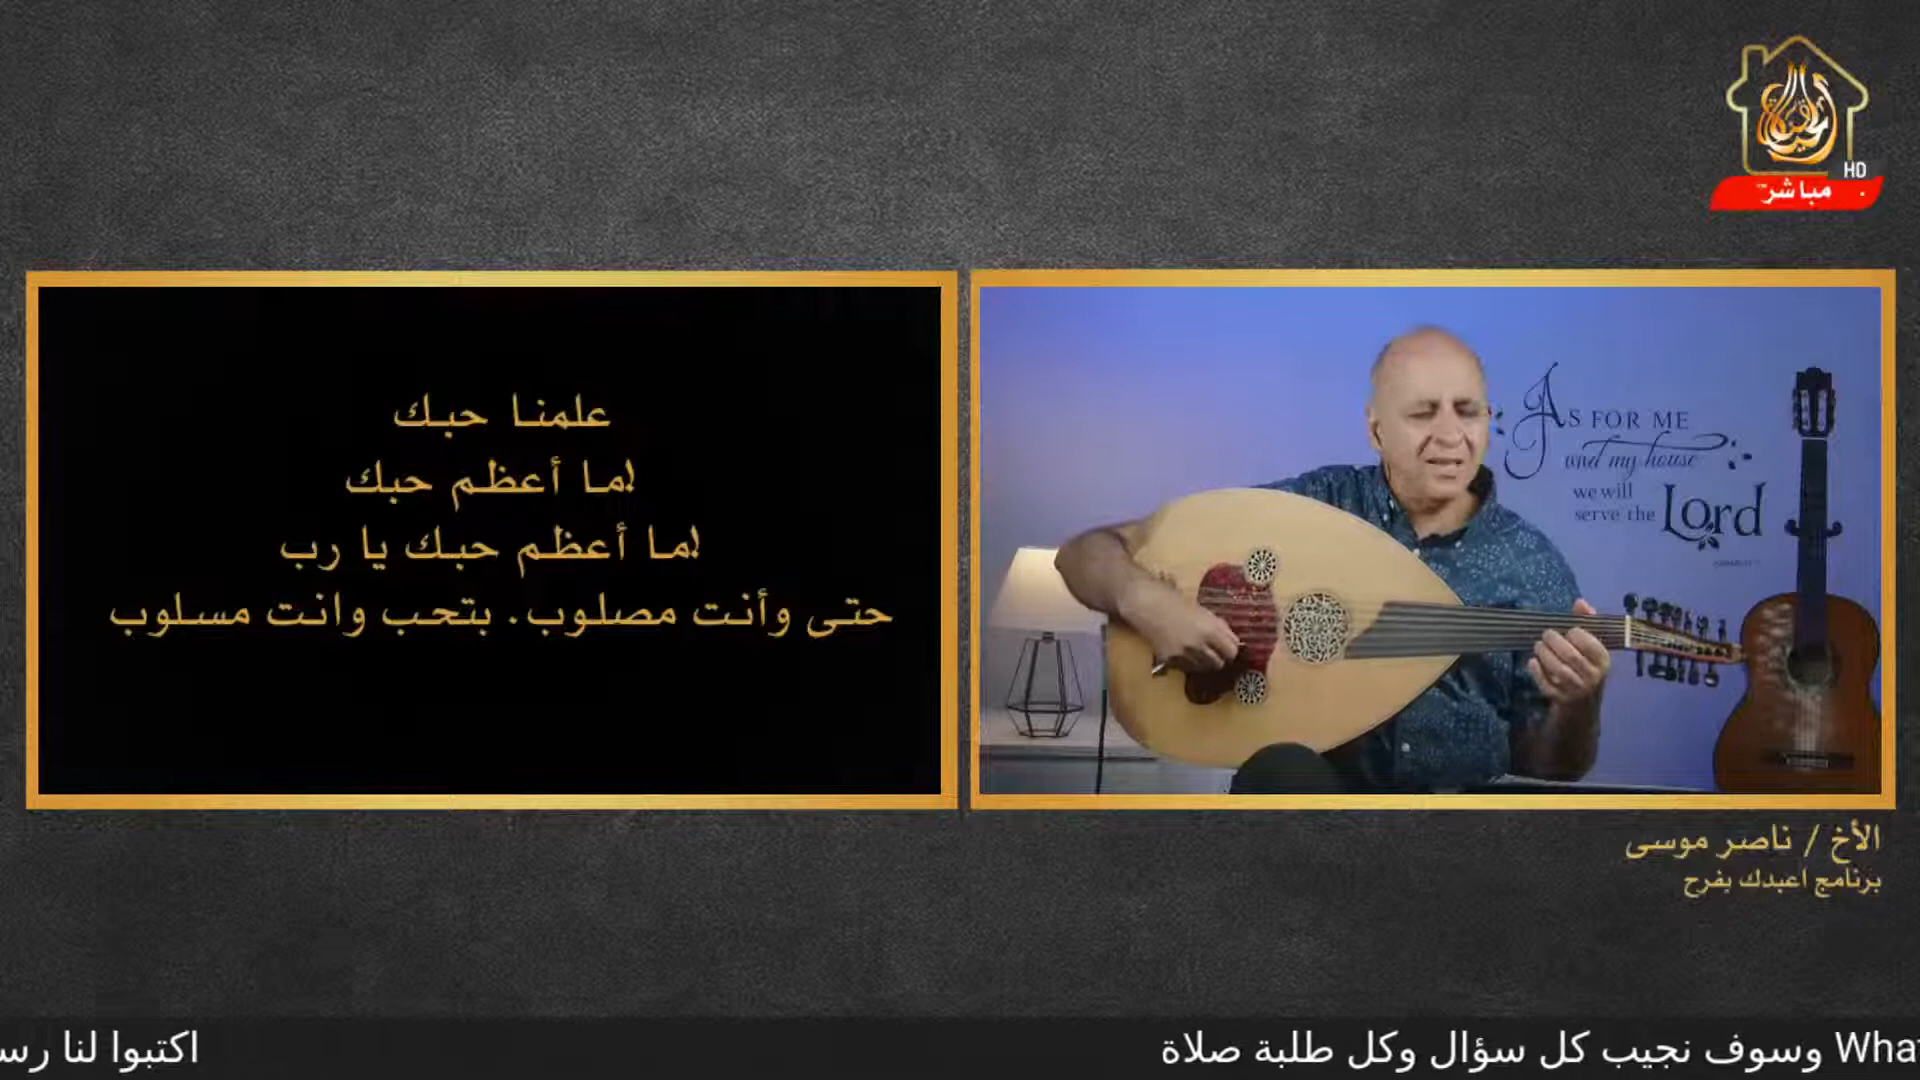 HD
مباشر
علمنا حبك
ما أعظم حبك!
ما أعظم حبك يا رب!
حتى وأنت مصلوب. بتحب وانت مسلوب
AS FOR ME
and my house
we will
serve the Lord
الأخ / ناصر موسى
برنامج اعبدك بفرح
وسوف نجيب كل سؤال وكل طلبة صلاة
اكتبوا لنا